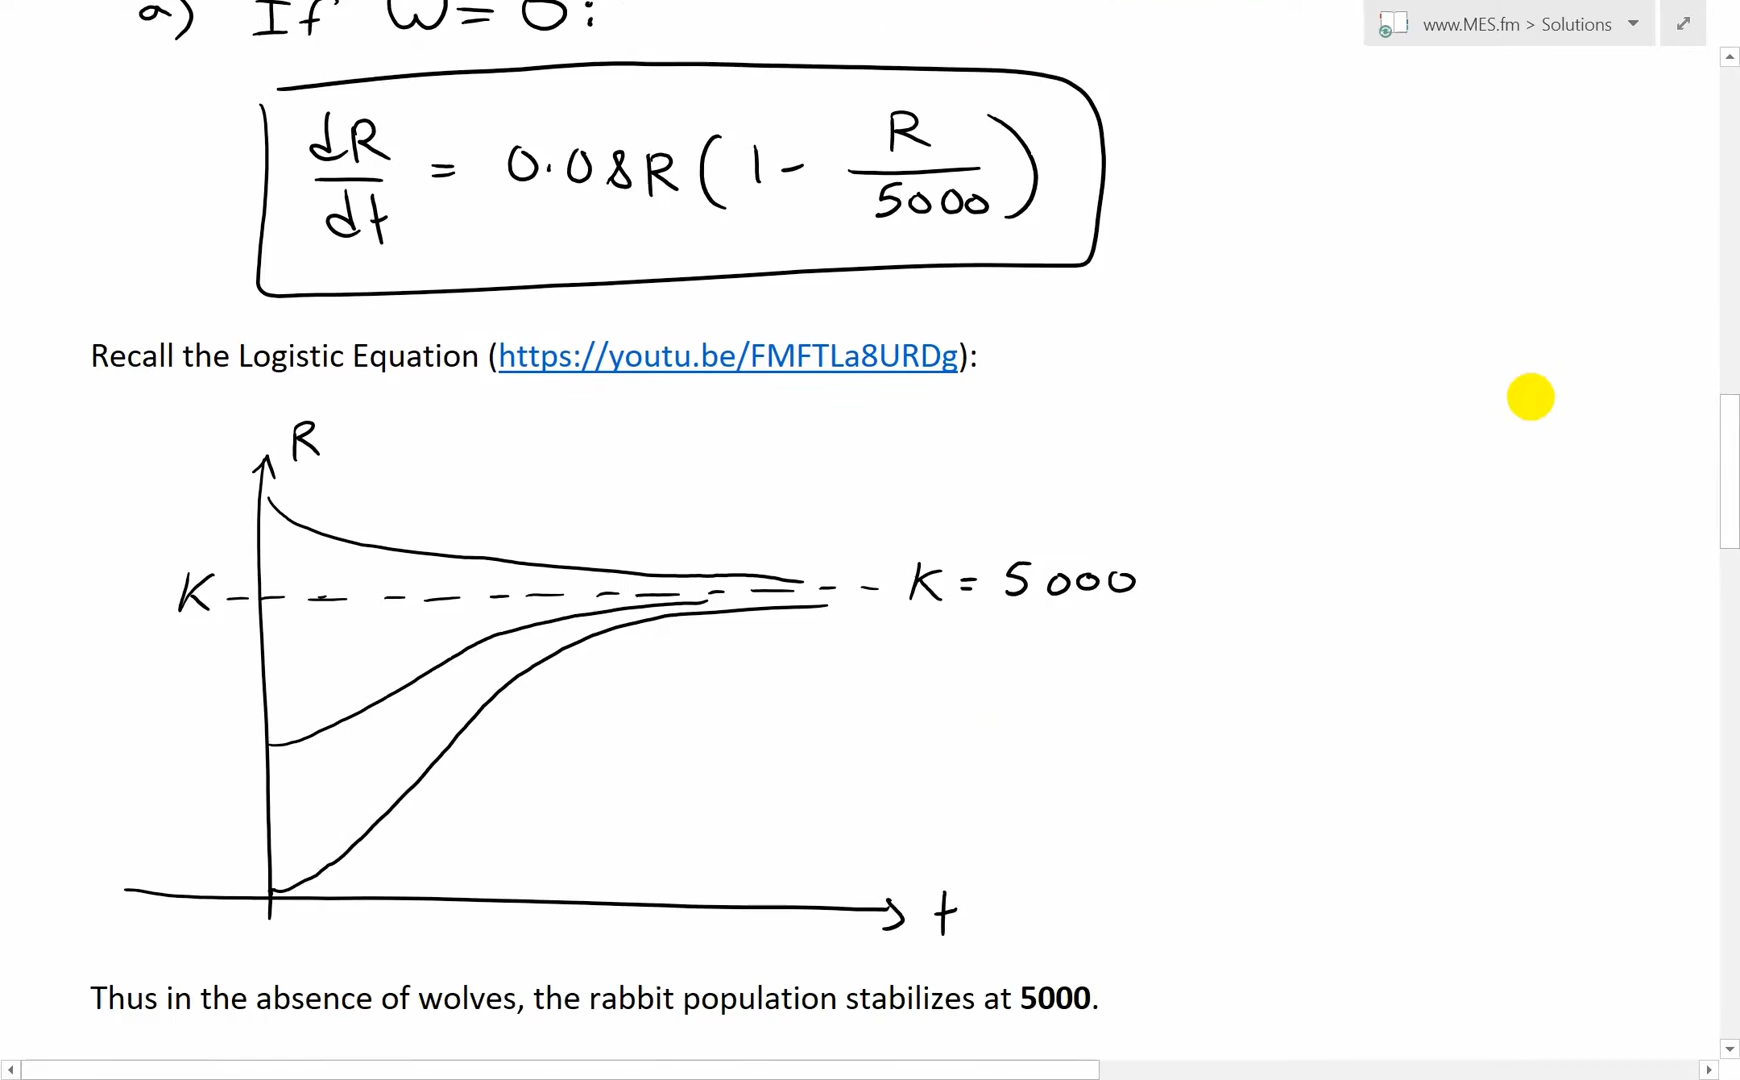 www.MES.fm > Solutions
a) If W = 0:
dR/dt = 0.08R(1 - R/5000)
Recall the Logistic Equation (https://youtu.be/FMFTLa8URDg):
R
K
K = 5000
t
Thus in the absence of wolves, the rabbit population stabilizes at 5000.